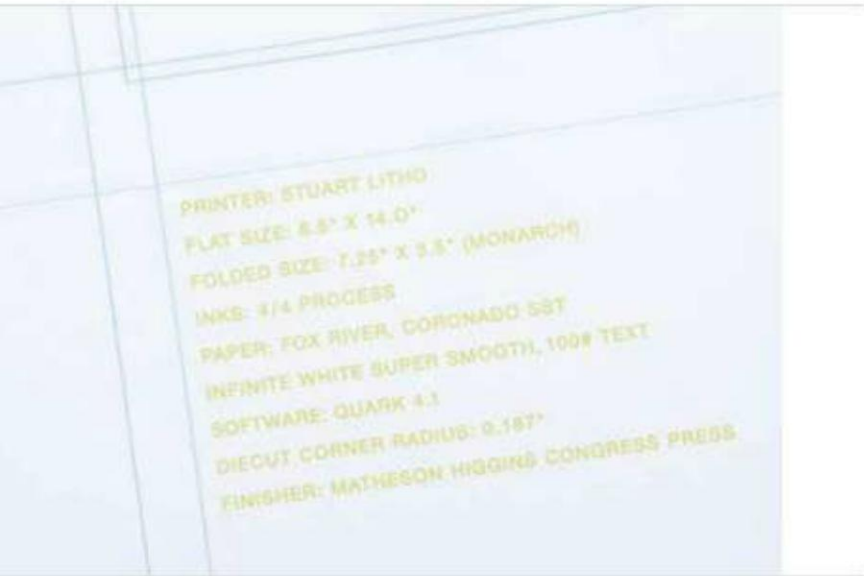 PRINTER: STUART LITHO
FLAT SIZE: 8.5" X 14.0"
FOLDED SIZE: 7.25" X 3.5" (MONARCH)
INKS: 4/4 PROCESS
PAPER: FOX RIVER, CORONADO SST
INFINITE WHITE SUPER SMOOTH, 100# TEXT
SOFTWARE: QUARK 4.1
DIECUT CORNER RADIUS: 0.187"
FINISHER: MATHESON HIGGINS CONGRESS PRESS